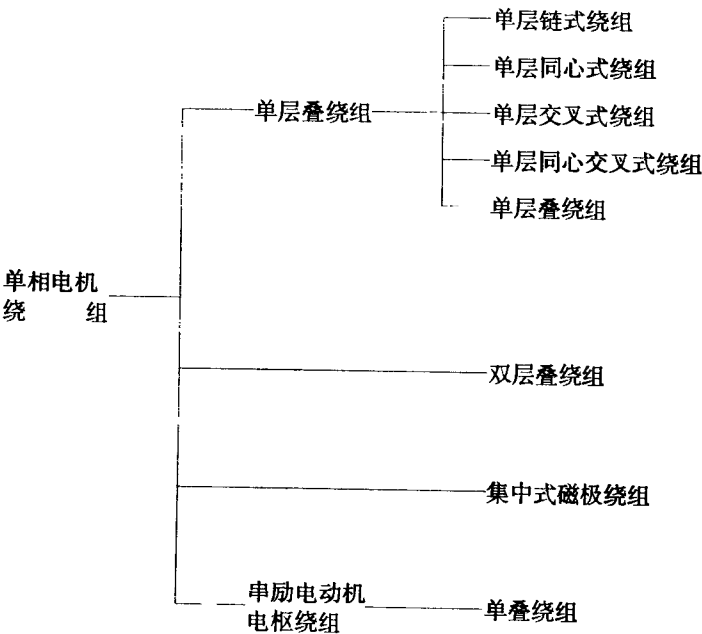 单层链式绕组
单层同心式绕组
单层叠绕组
单层交叉式绕组
单层同心交叉式绕组
单层叠绕组
单相电机
绕 组
双层叠绕组
集中式磁极绕组
串励电动机
电枢绕组
单叠绕组